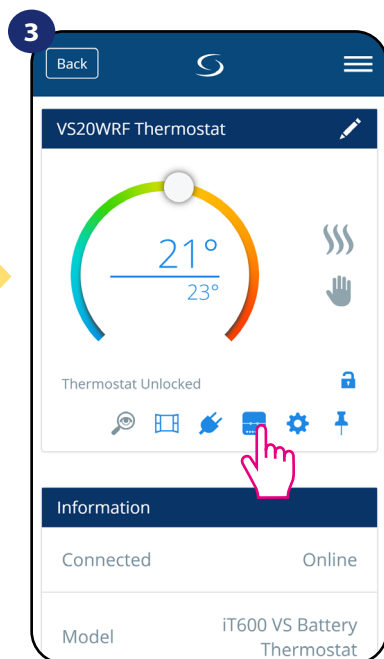 3
Back
VS20WRF Thermostat
21°
23°
Thermostat Unlocked
Information
Connected Online
Model iT600 VS Battery
Thermostat